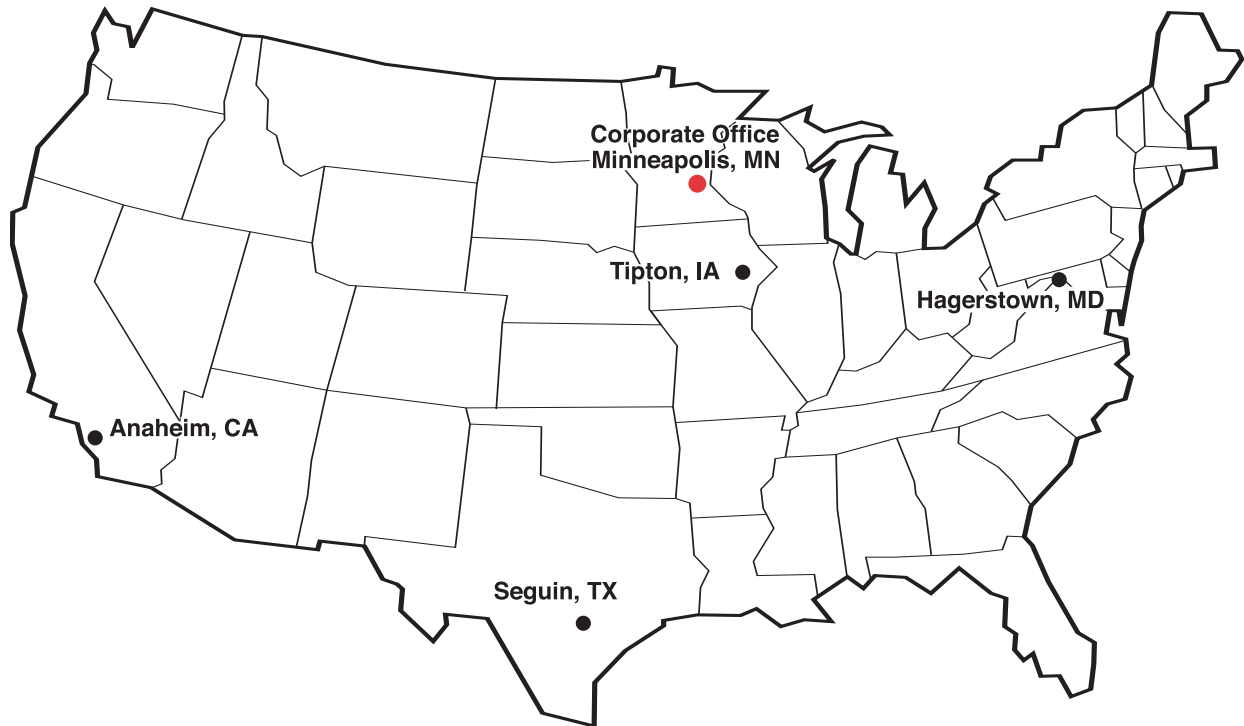 Corporate Office
Minneapolis, MN
Tipton, IA
Hagerstown, MD
Anaheim, CA
Seguin, TX